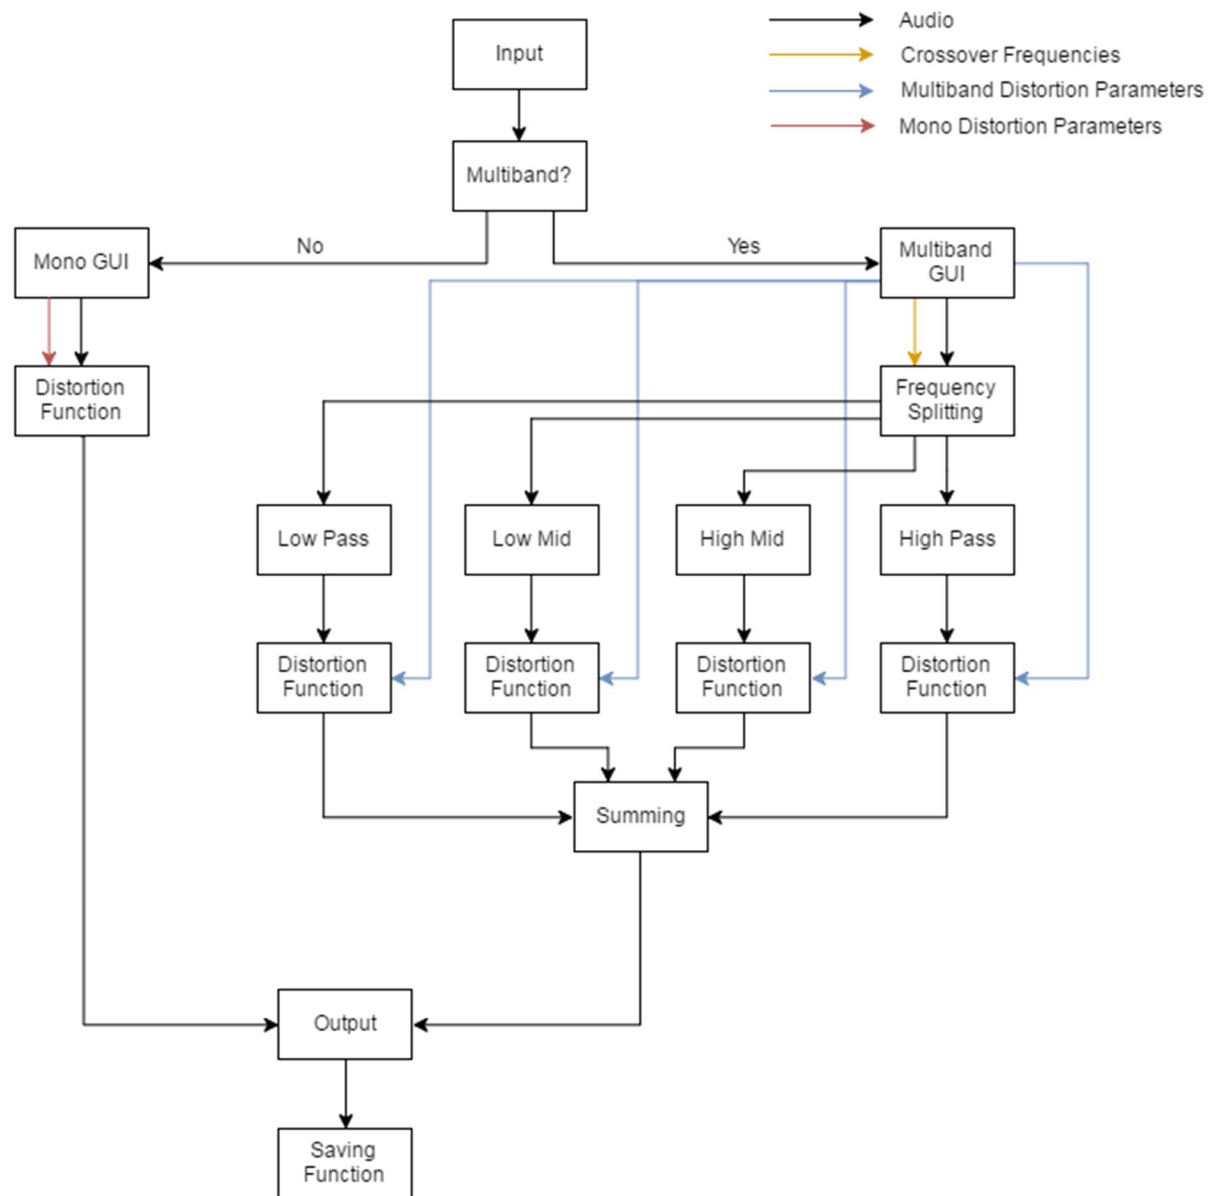 Input
Audio
Crossover Frequencies
Multiband Distortion Parameters
Mono Distortion Parameters
Multiband?
No
Yes
Mono GUI
Multiband
GUI
Distortion
Function
Frequency
Splitting
Low Pass
Low Mid
High Mid
High Pass
Distortion
Function
Distortion
Function
Distortion
Function
Distortion
Function
Summing
Output
Saving
Function